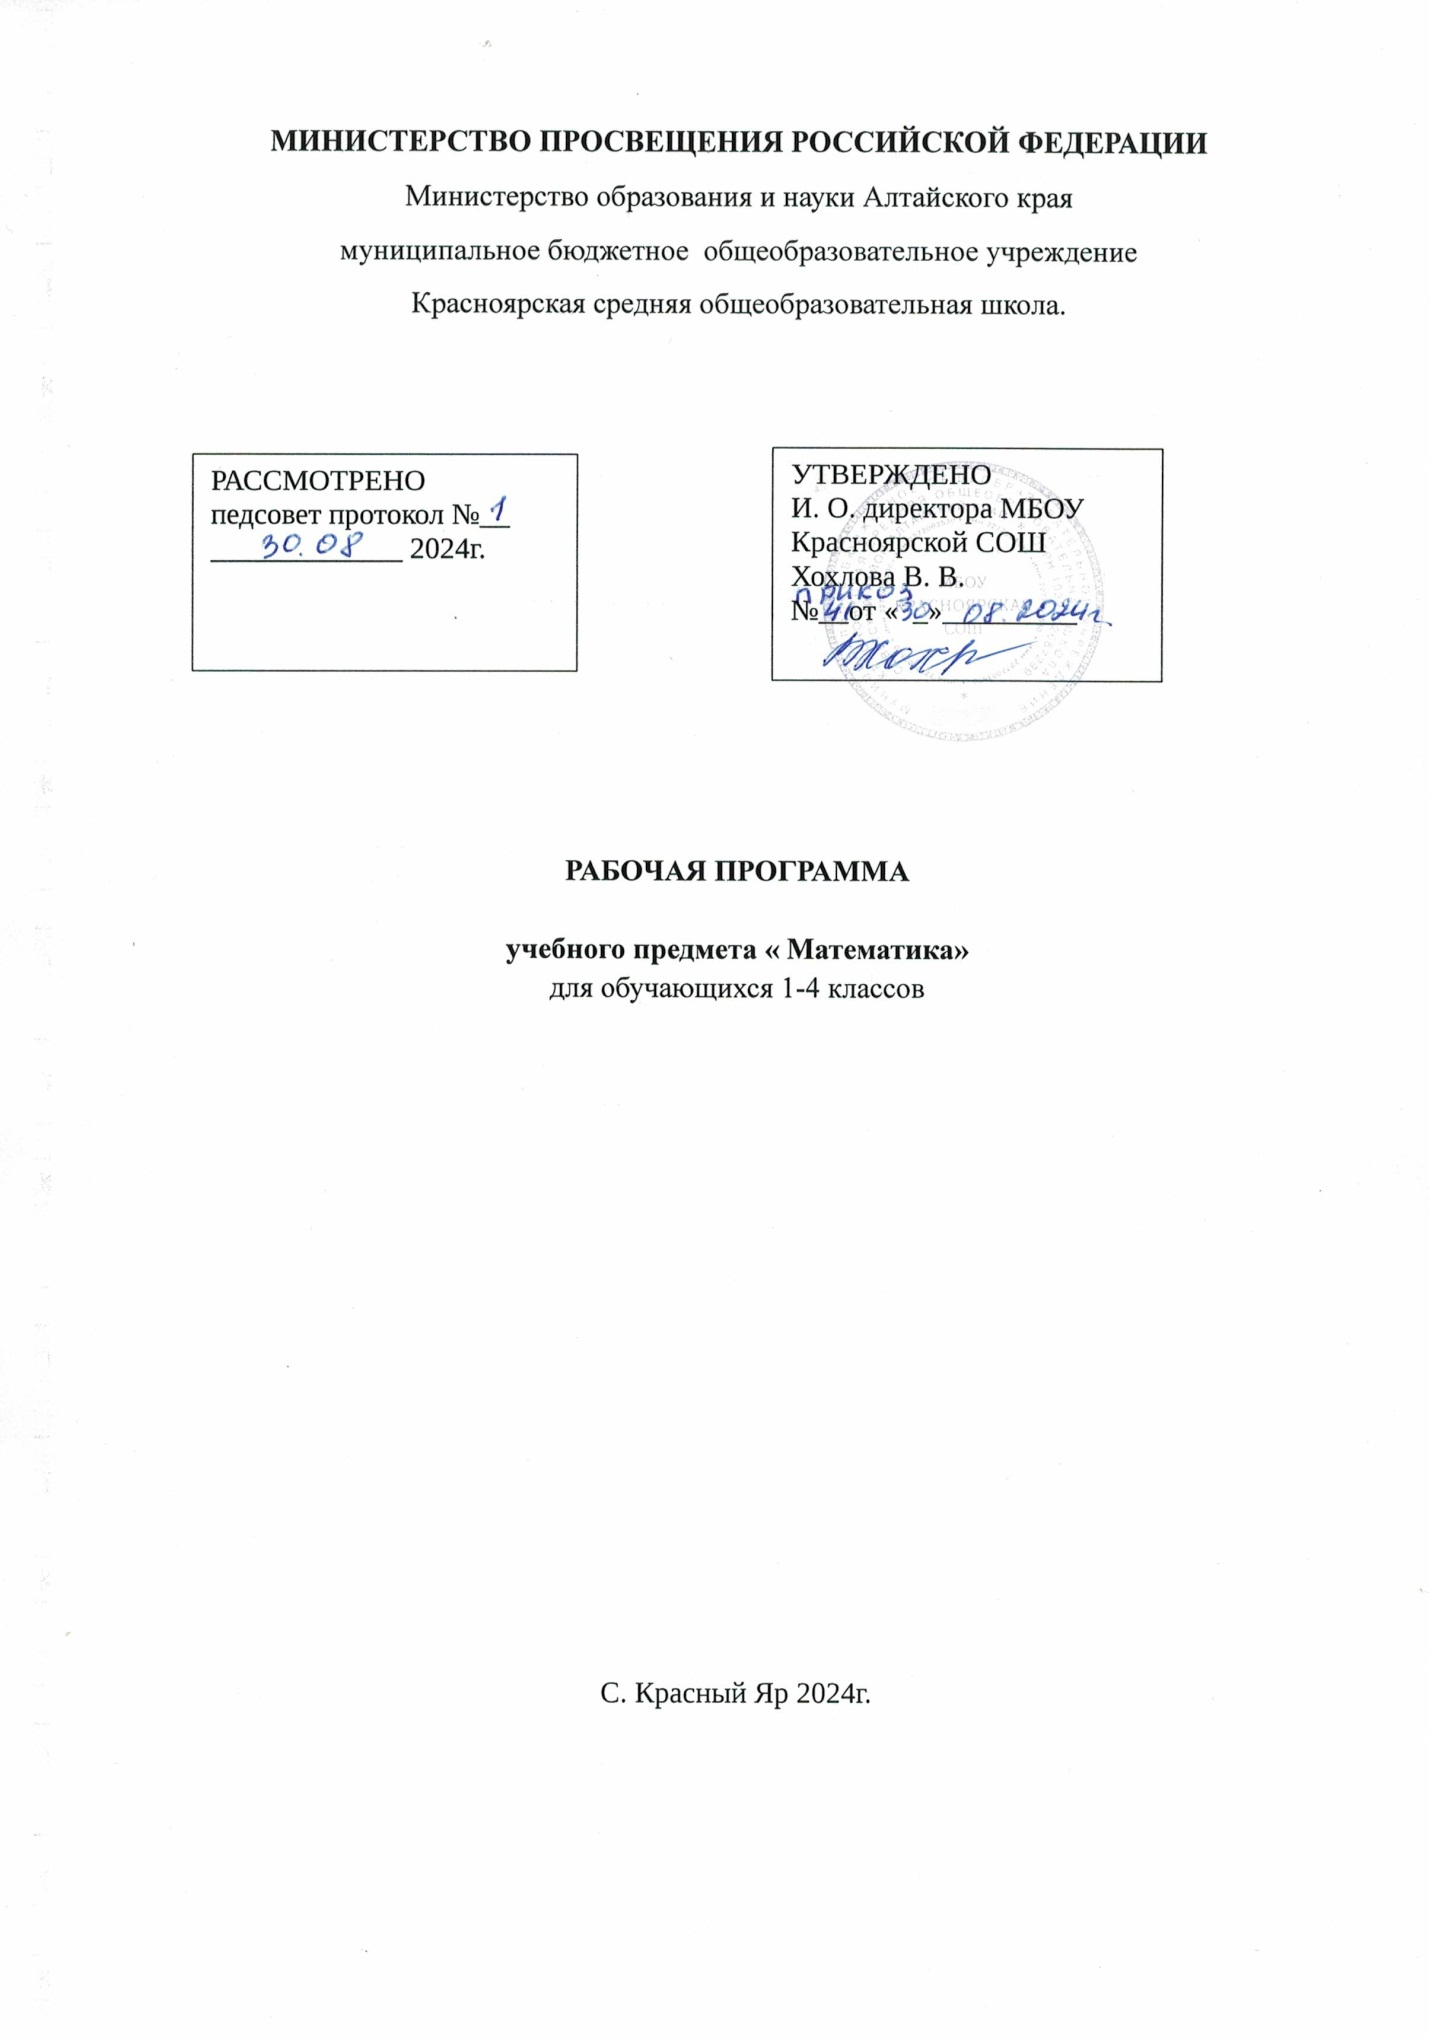 МИНИСТЕРСТВО ПРОСВЕЩЕНИЯ РОССИЙСКОЙ ФЕДЕРАЦИИ
Министерство образования и науки Алтайского края
муниципальное бюджетное общеобразовательное учреждение
Красноярская средняя общеобразовательная школа.
РАССМОТРЕНО
педсовет протокол №1
30.08 2024г.
УТВЕРЖДЕНО
И. О. директора МБОУ
Красноярской СОШ
Хохлова В. В.
приказ
№41от «30»08.2024г.
РАБОЧАЯ ПРОГРАММА
учебного предмета « Математика»
для обучающихся 1-4 классов
С. Красный Яр 2024г.